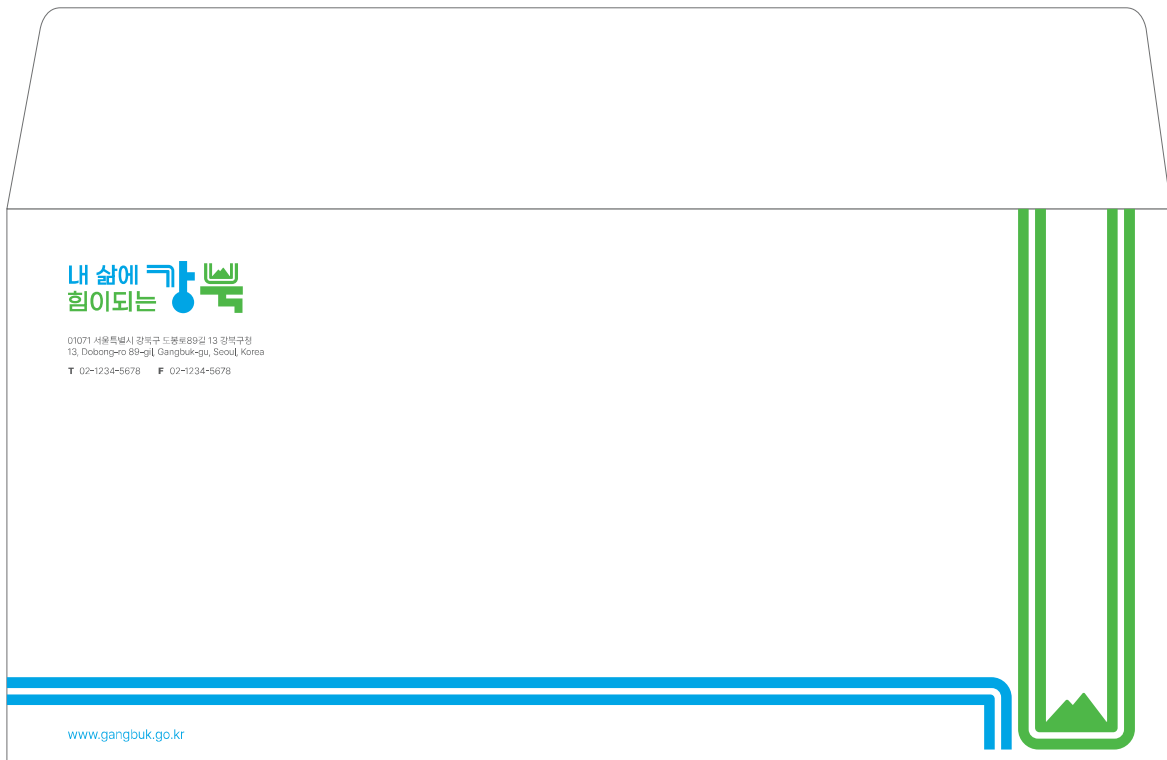 내 삶에 강북
힘이되는
01071 서울특별시 강북구 도봉로89길 13 강북구청
13, Dobong-ro 89-gil, Gangbuk-gu, Seoul, Korea
T 02-1234-5678 F 02-1234-5678
www.gangbuk.go.kr